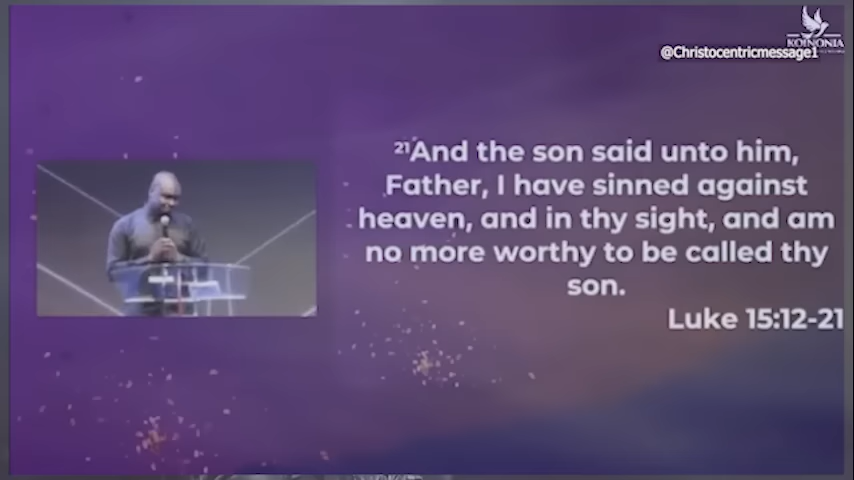 KOINONIA
@Christocentricmessage1
²¹And the son said unto him,
Father, I have sinned against
heaven, and in thy sight, and am
no more worthy to be called thy
son.
Luke 15:12-21